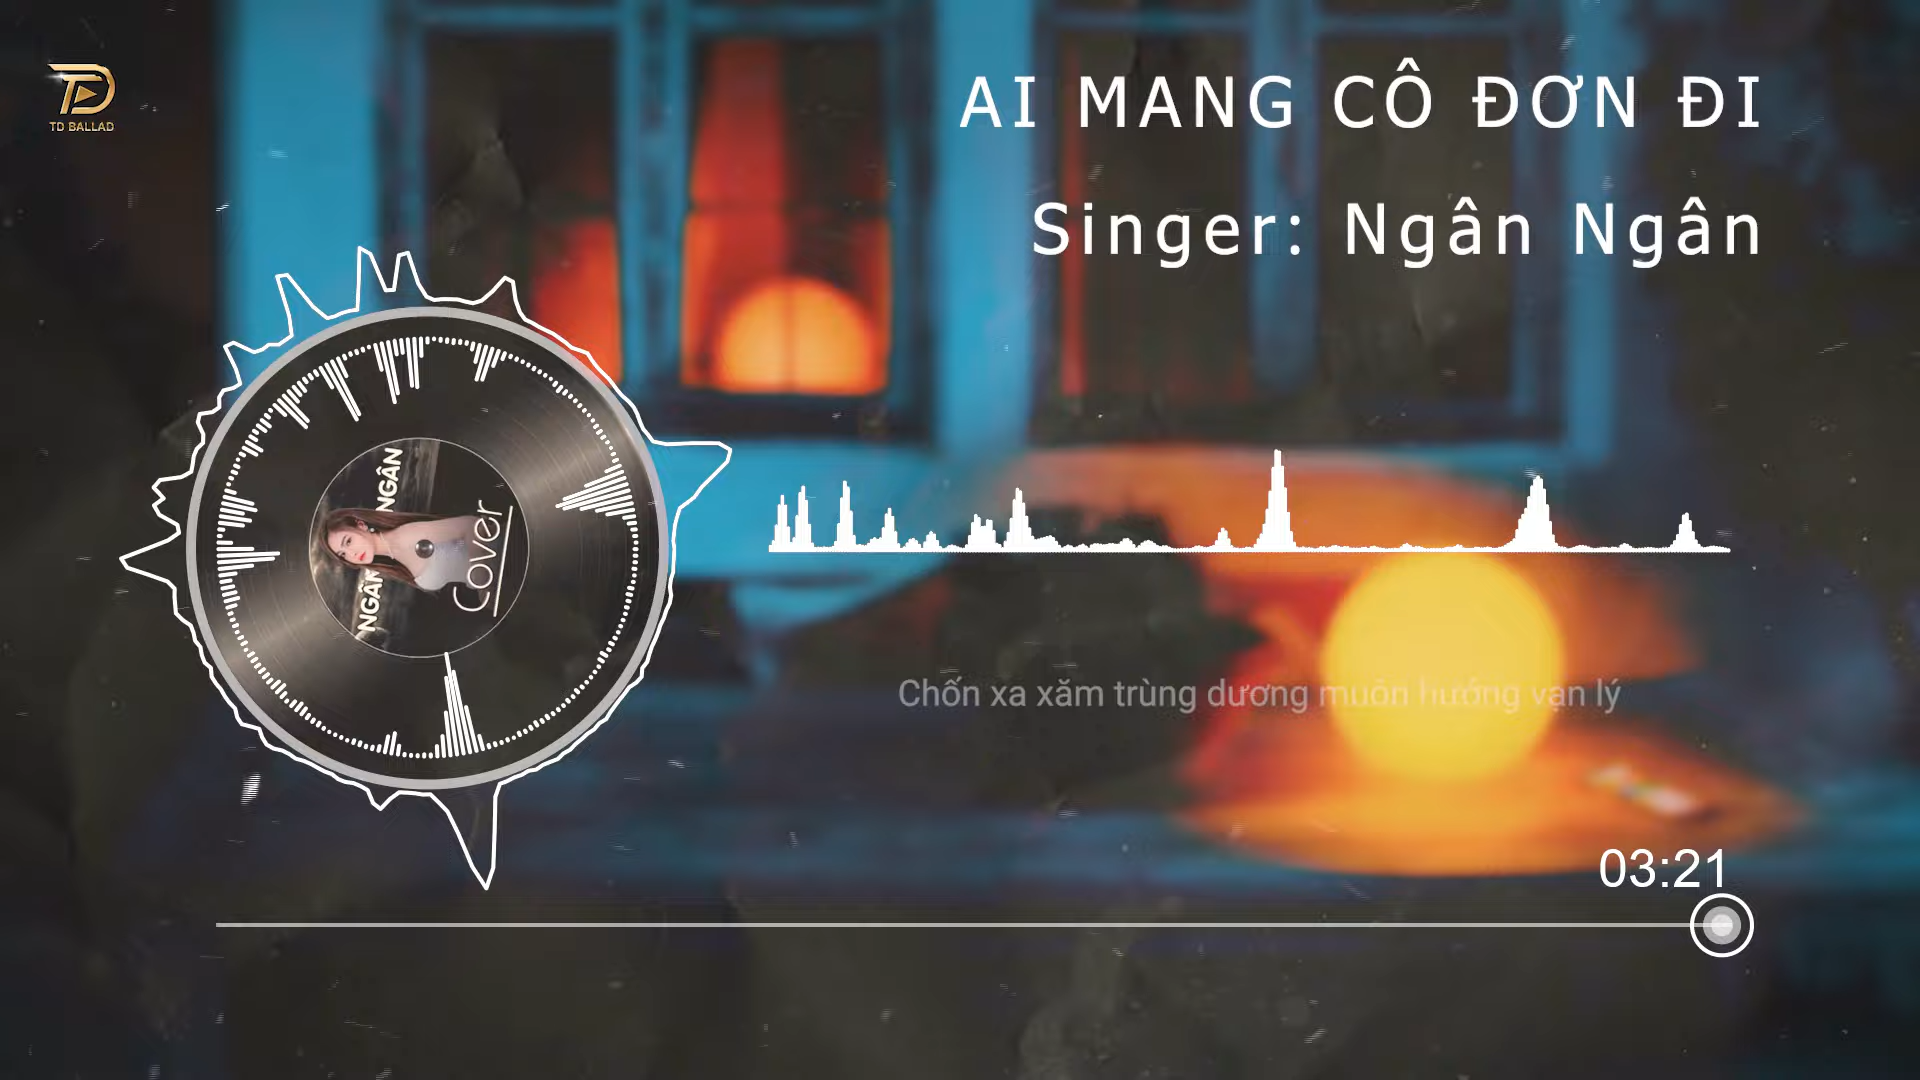 TD BALLAD
AI MANG CÔ ĐƠN ĐI
Singer: Ngân Ngân
NGÂN NGÂN
Cover
Chốn xa xăm trùng dương muôn hướng vạn lý
03:21